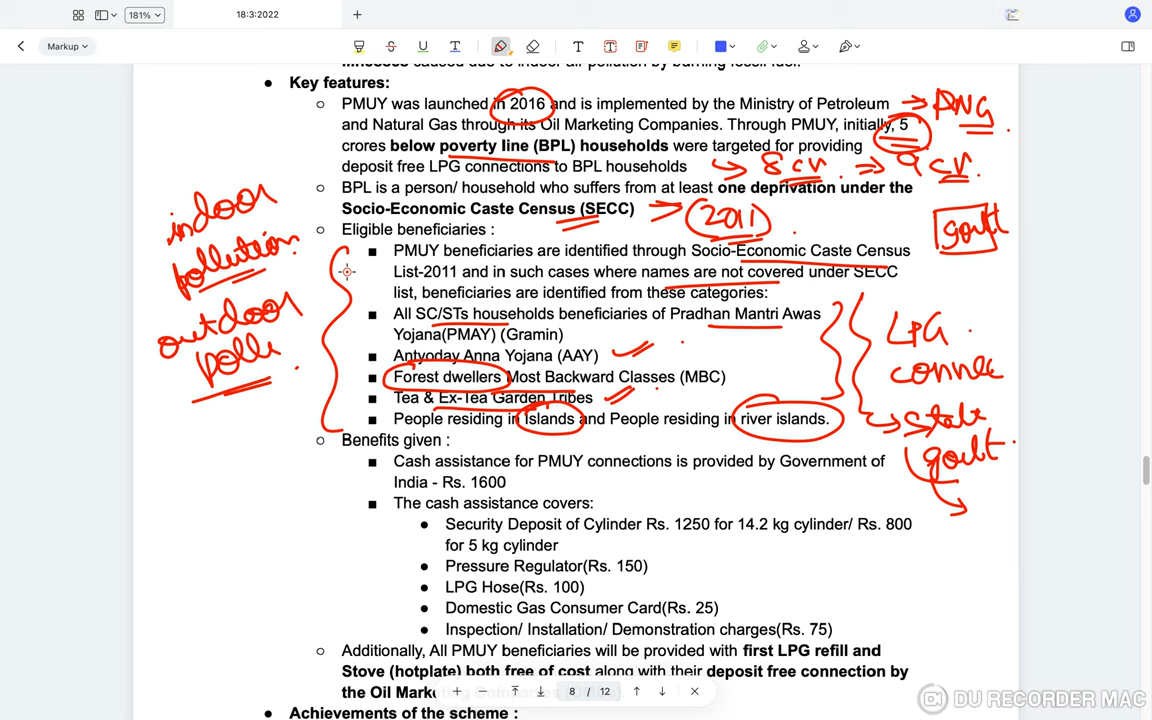 181%
18:3:2022
Markup
illnesses caused due to indoor air pollution by burning fossil fuel.
● Key features:
○ PMUY was launched in 2016 and is implemented by the Ministry of Petroleum → PNG
and Natural Gas through its Oil Marketing Companies. Through PMUY, initially, 5
crores below poverty line (BPL) households were targeted for providing
deposit free LPG connections to BPL households → 8 cr. ⇒ 9 cr.
○ BPL is a person/ household who suffers from at least one deprivation under the
Socio-Economic Caste Census (SECC) → (2011)
○ Eligible beneficiaries : govt
■ PMUY beneficiaries are identified through Socio-Economic Caste Census
List-2011 and in such cases where names are not covered under SECC
list, beneficiaries are identified from these categories:
■ All SC/STs households beneficiaries of Pradhan Mantri Awas
Yojana(PMAY) (Gramin)
■ Antyoday Anna Yojana (AAY)
■ Forest dwellers Most Backward Classes (MBC)
■ Tea & Ex-Tea Garden Tribes
■ People residing in Islands and People residing in river islands.
indoor
pollution
outdoor
polle
LPG
connec
→ state
govt
○ Benefits given :
■ Cash assistance for PMUY connections is provided by Government of
India - Rs. 1600
■ The cash assistance covers:
● Security Deposit of Cylinder Rs. 1250 for 14.2 kg cylinder/ Rs. 800
for 5 kg cylinder
● Pressure Regulator(Rs. 150)
● LPG Hose(Rs. 100)
● Domestic Gas Consumer Card(Rs. 25)
● Inspection/ Installation/ Demonstration charges(Rs. 75)
○ Additionally, All PMUY beneficiaries will be provided with first LPG refill and
Stove (hotplate) both free of cost along with their deposit free connection by
the Oil
8 / 12
● Achievements of the scheme :
DU RECORDER MAC